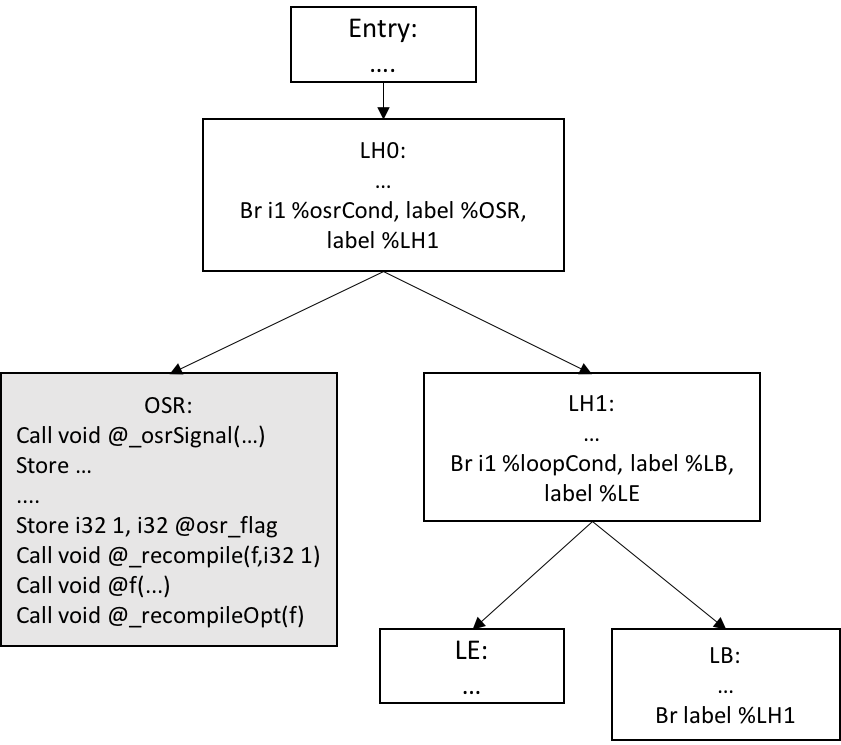 Entry:
....
LH0:
...
Br i1 %osrCond, label %OSR,
label %LH1
OSR:
Call void @_osrSignal(...)
Store ...
....
Store i32 1, i32 @osr_flag
Call void @_recompile(f,i32 1)
Call void @f(...)
Call void @_recompileOpt(f)
LH1:
...
Br i1 %loopCond, label %LB,
label %LE
LE:
...
LB:
...
Br label %LH1